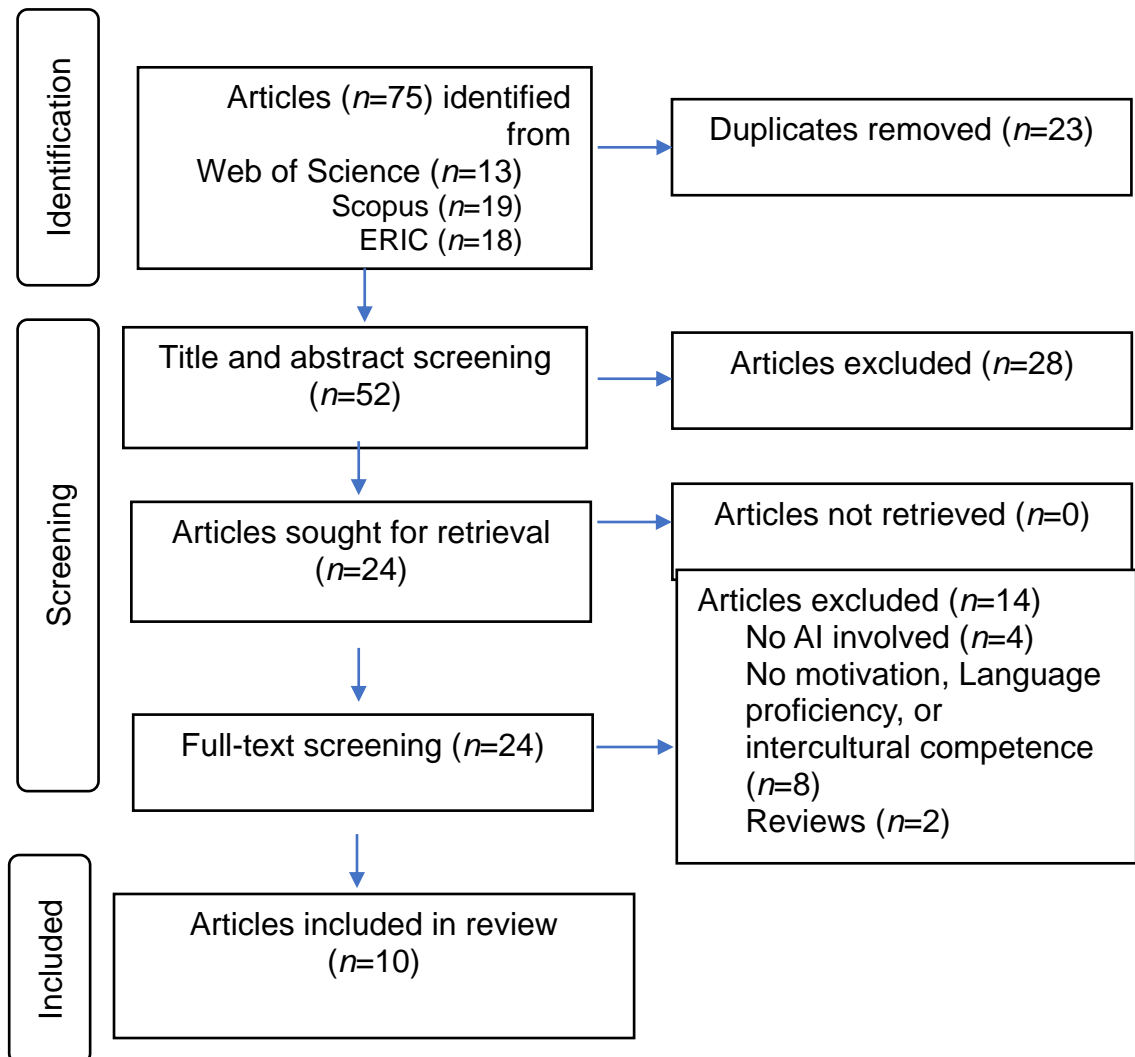 Identification
Articles (n=75) identified
from
Web of Science (n=13)
Scopus (n=19)
ERIC (n=18)
Duplicates removed (n=23)
Screening
Title and abstract screening
(n=52)
Articles excluded (n=28)
Articles sought for retrieval
(n=24)
Articles not retrieved (n=0)
Full-text screening (n=24)
Articles excluded (n=14)
No AI involved (n=4)
No motivation, Language
proficiency, or
intercultural competence
(n=8)
Reviews (n=2)
Included
Articles included in review
(n=10)